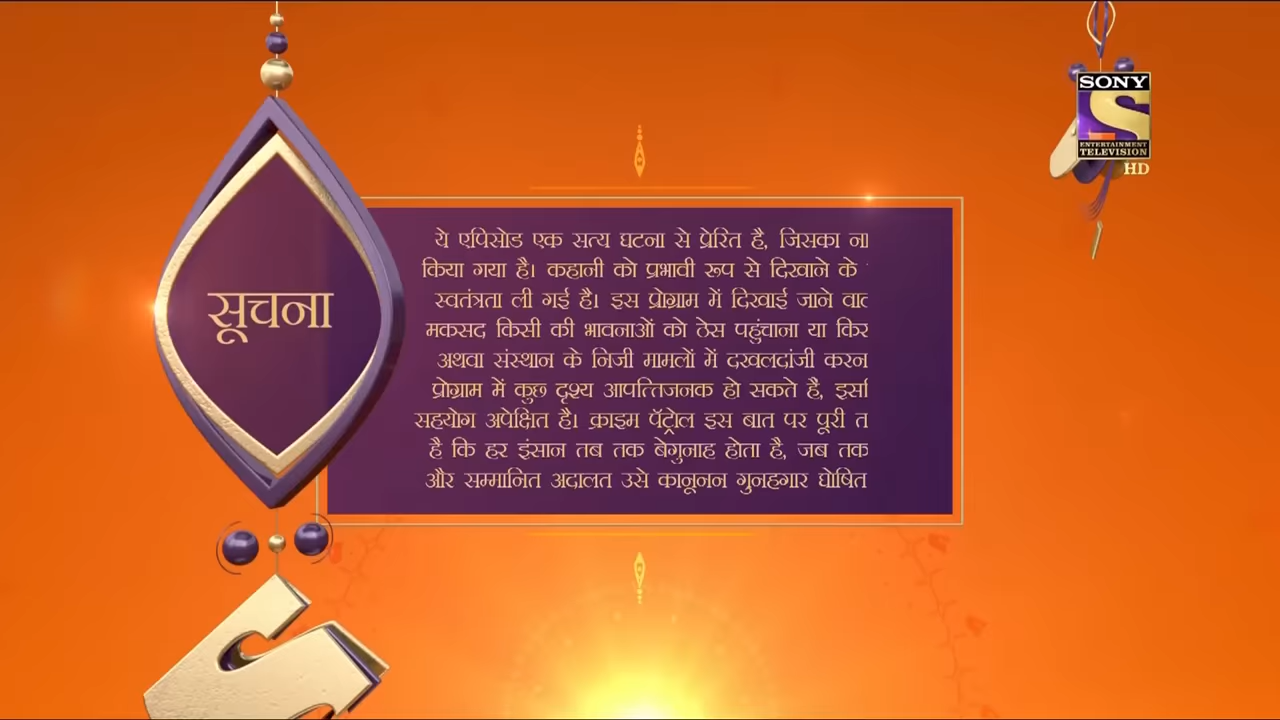 सूचना
ये एपिसोड एक सत्य घटना से प्रेरित है, जिसका ना
किया गया है। कहानी को प्रभावी रूप से दिखाने के
स्वतंत्रता ली गई है। इस प्रोग्राम में दिखाई जाने
मकसद किसी की भावनाओं को ठेस पहुंचाना या
अथवा संस्थान के निजी मामलों में दखलदांजी करन
प्रोग्राम में कुछ दृश्य आपत्तिजनक हो सकते है,
सहयोग अपेक्षित है। क्राइम पॅट्रोल इस बात पर पूरी त
है कि हर इंसान तब तक बेगुनाह होता है, जब तक
और सम्मानित अदालत उसे कानूनन गुनहगार घोषित
SONY
ENTERTAINMENT
TELEVISION
HD